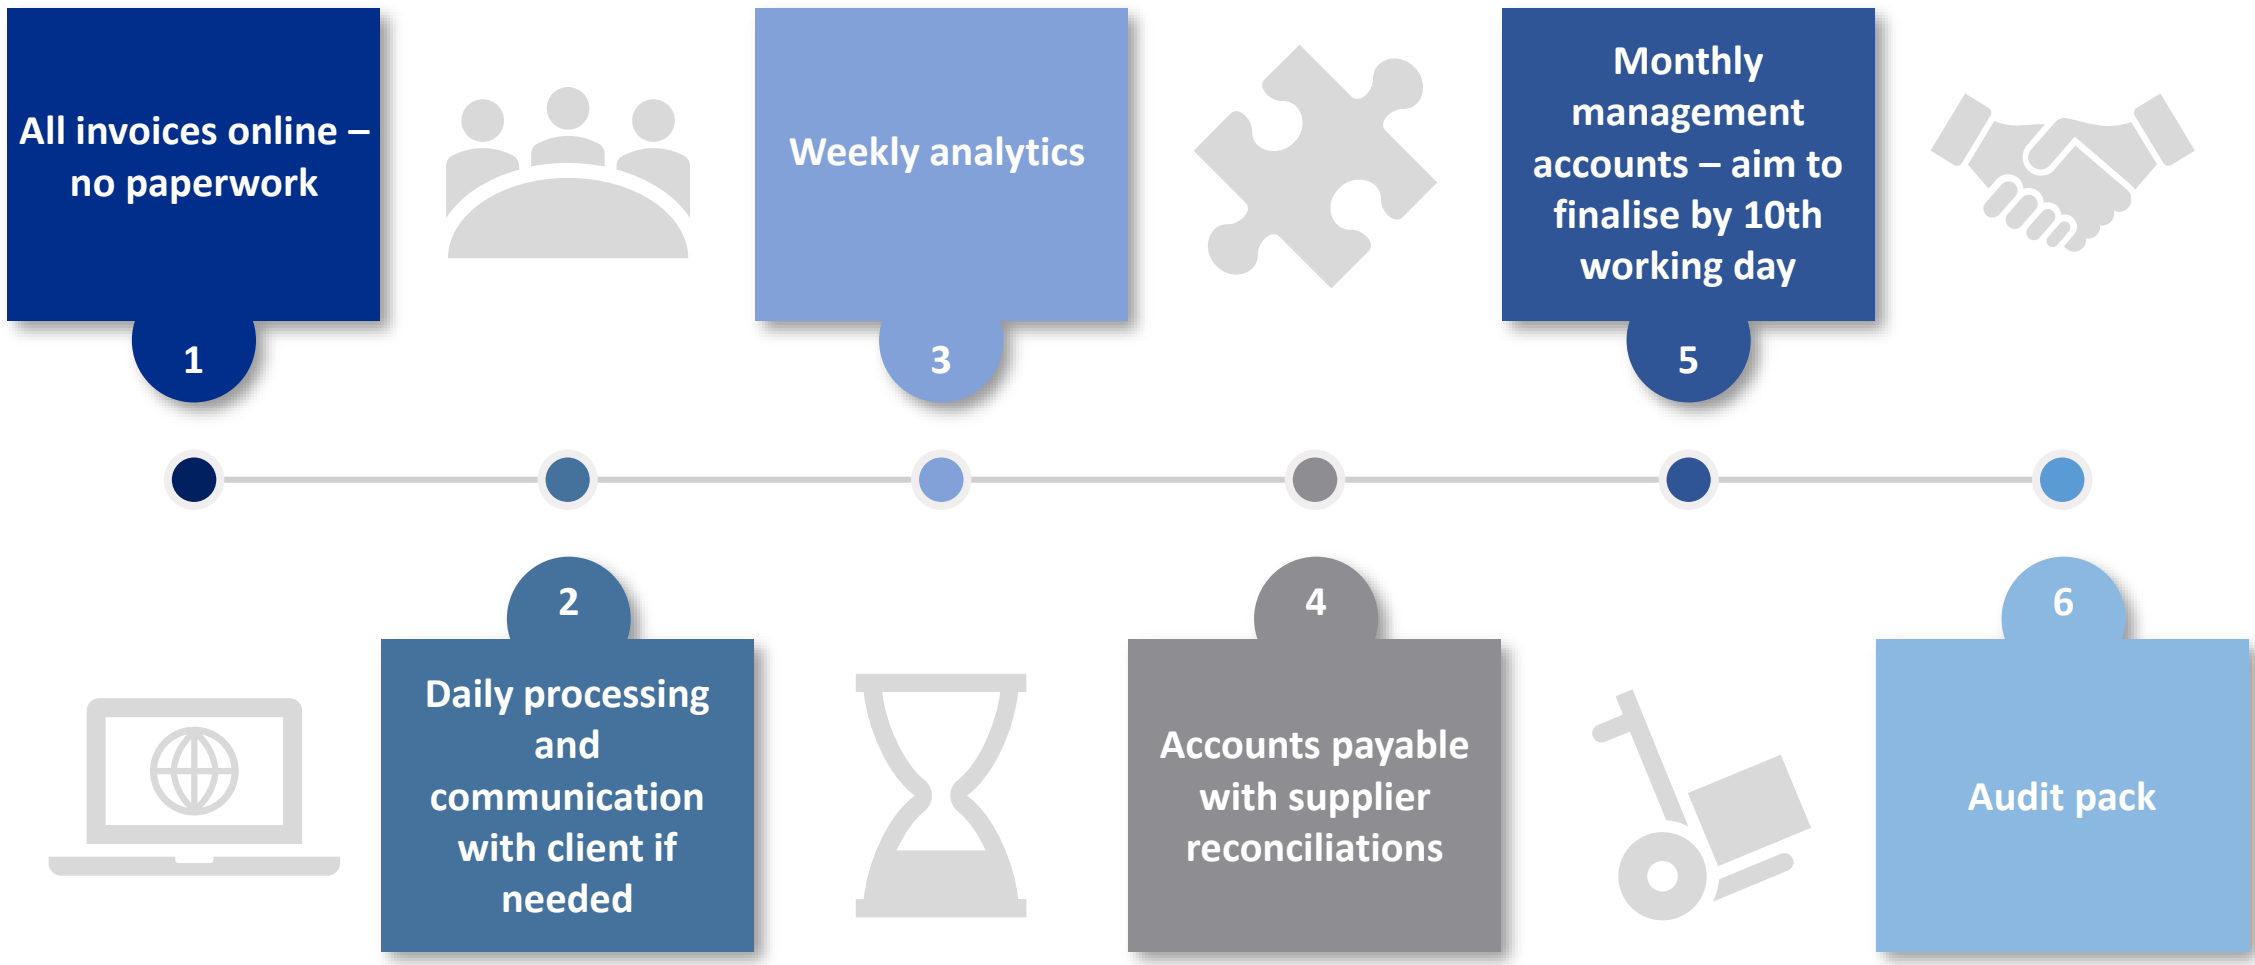 All invoices online –
no paperwork
1
2
Daily processing
and
communication
with client if
needed
Weekly analytics
3
4
Accounts payable
with supplier
reconciliations
Monthly
management
accounts – aim to
finalise by 10th
working day
5
6
Audit pack